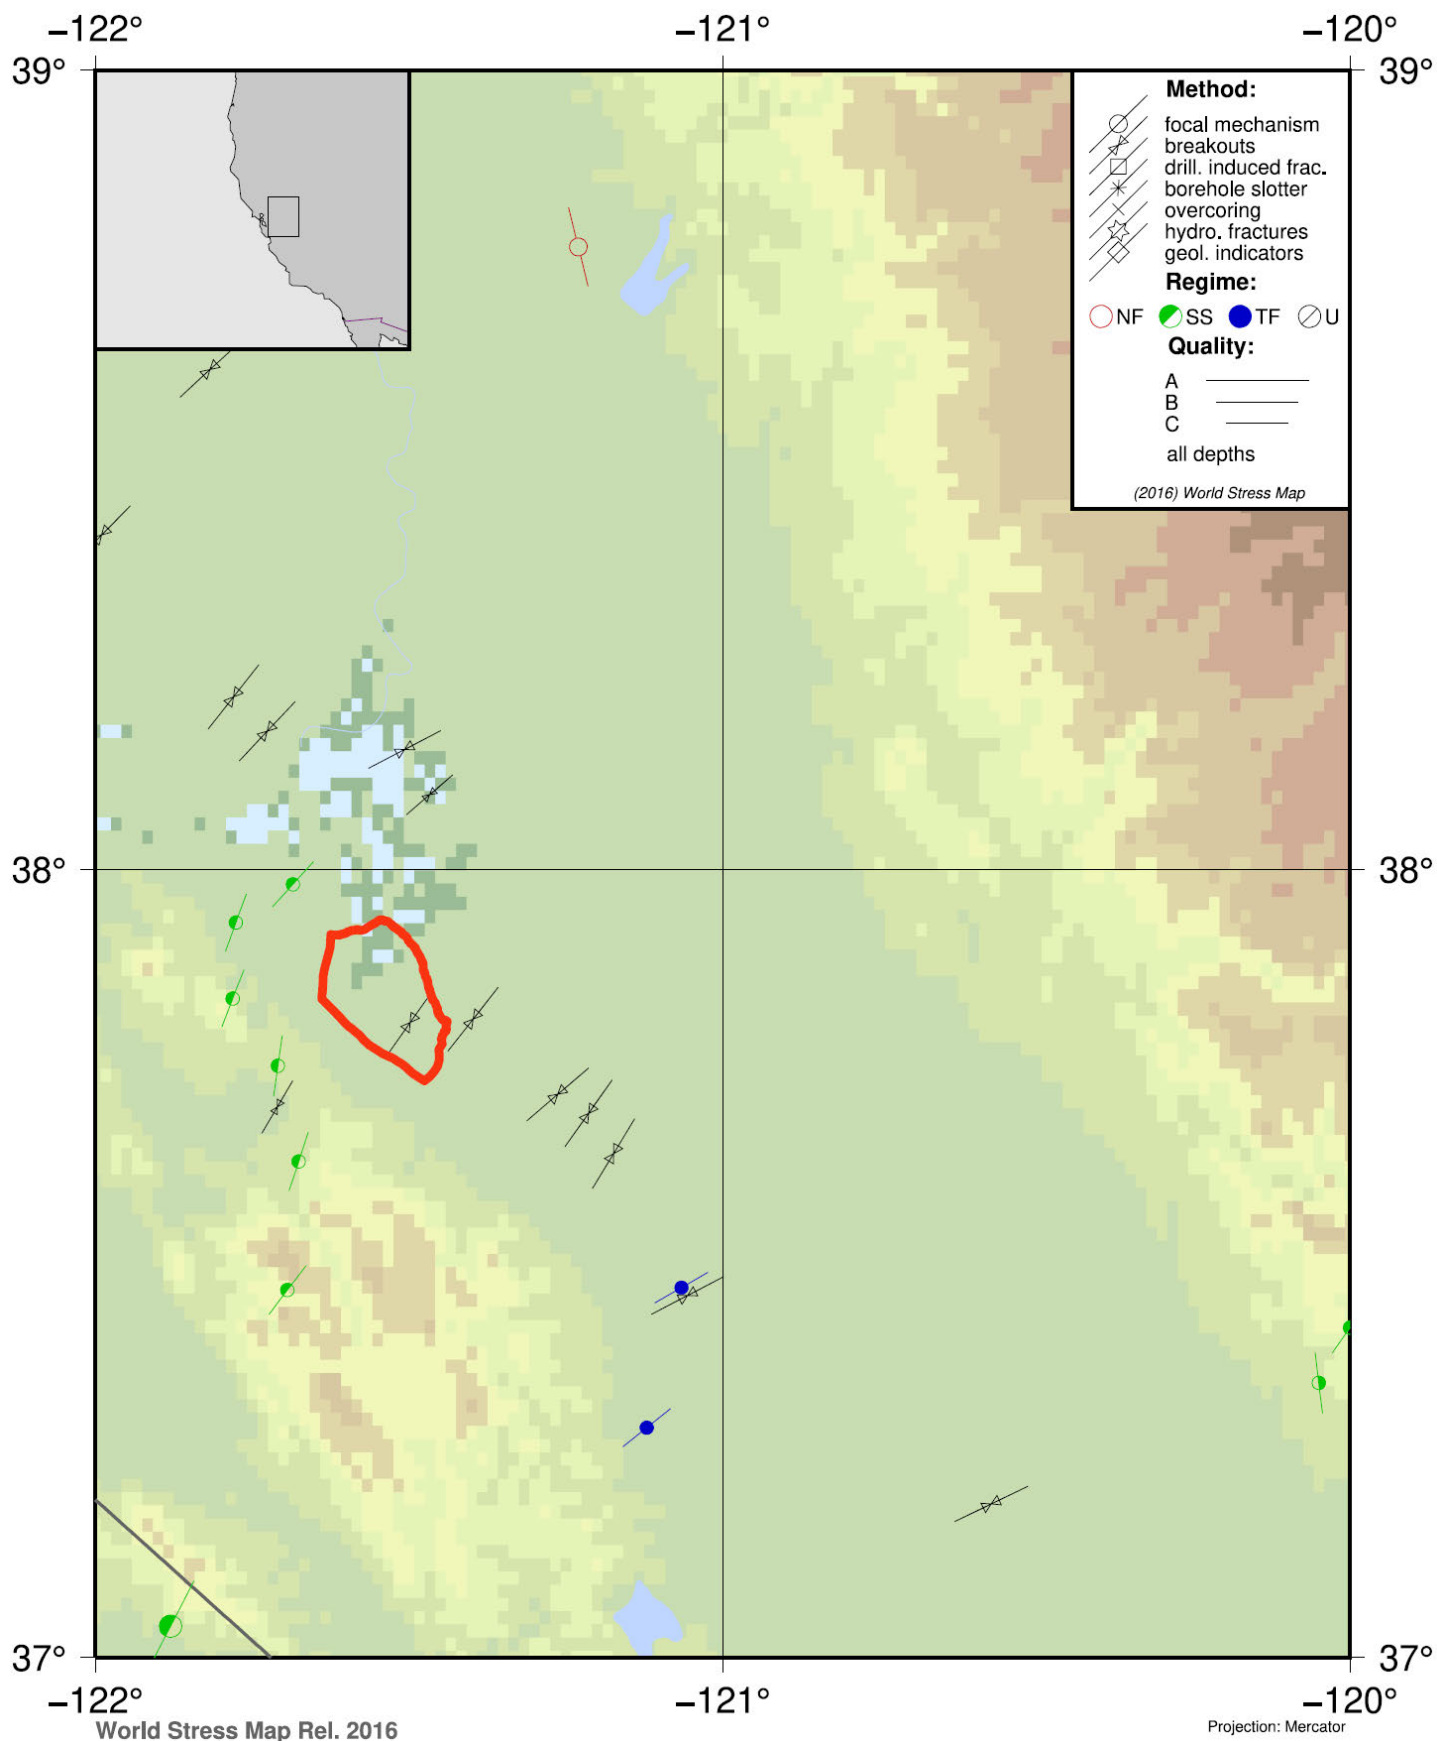 −122° −121° −120°
39° 39°
Method:
focal mechanism
breakouts
drill. induced frac.
borehole slotter
overcoring
hydro. fractures
geol. indicators
Regime:
NF SS TF U
Quality:
A
B
C
all depths
(2016) World Stress Map
38° 38°
37° 37°
−122° −121° −120°
World Stress Map Rel. 2016
Projection: Mercator